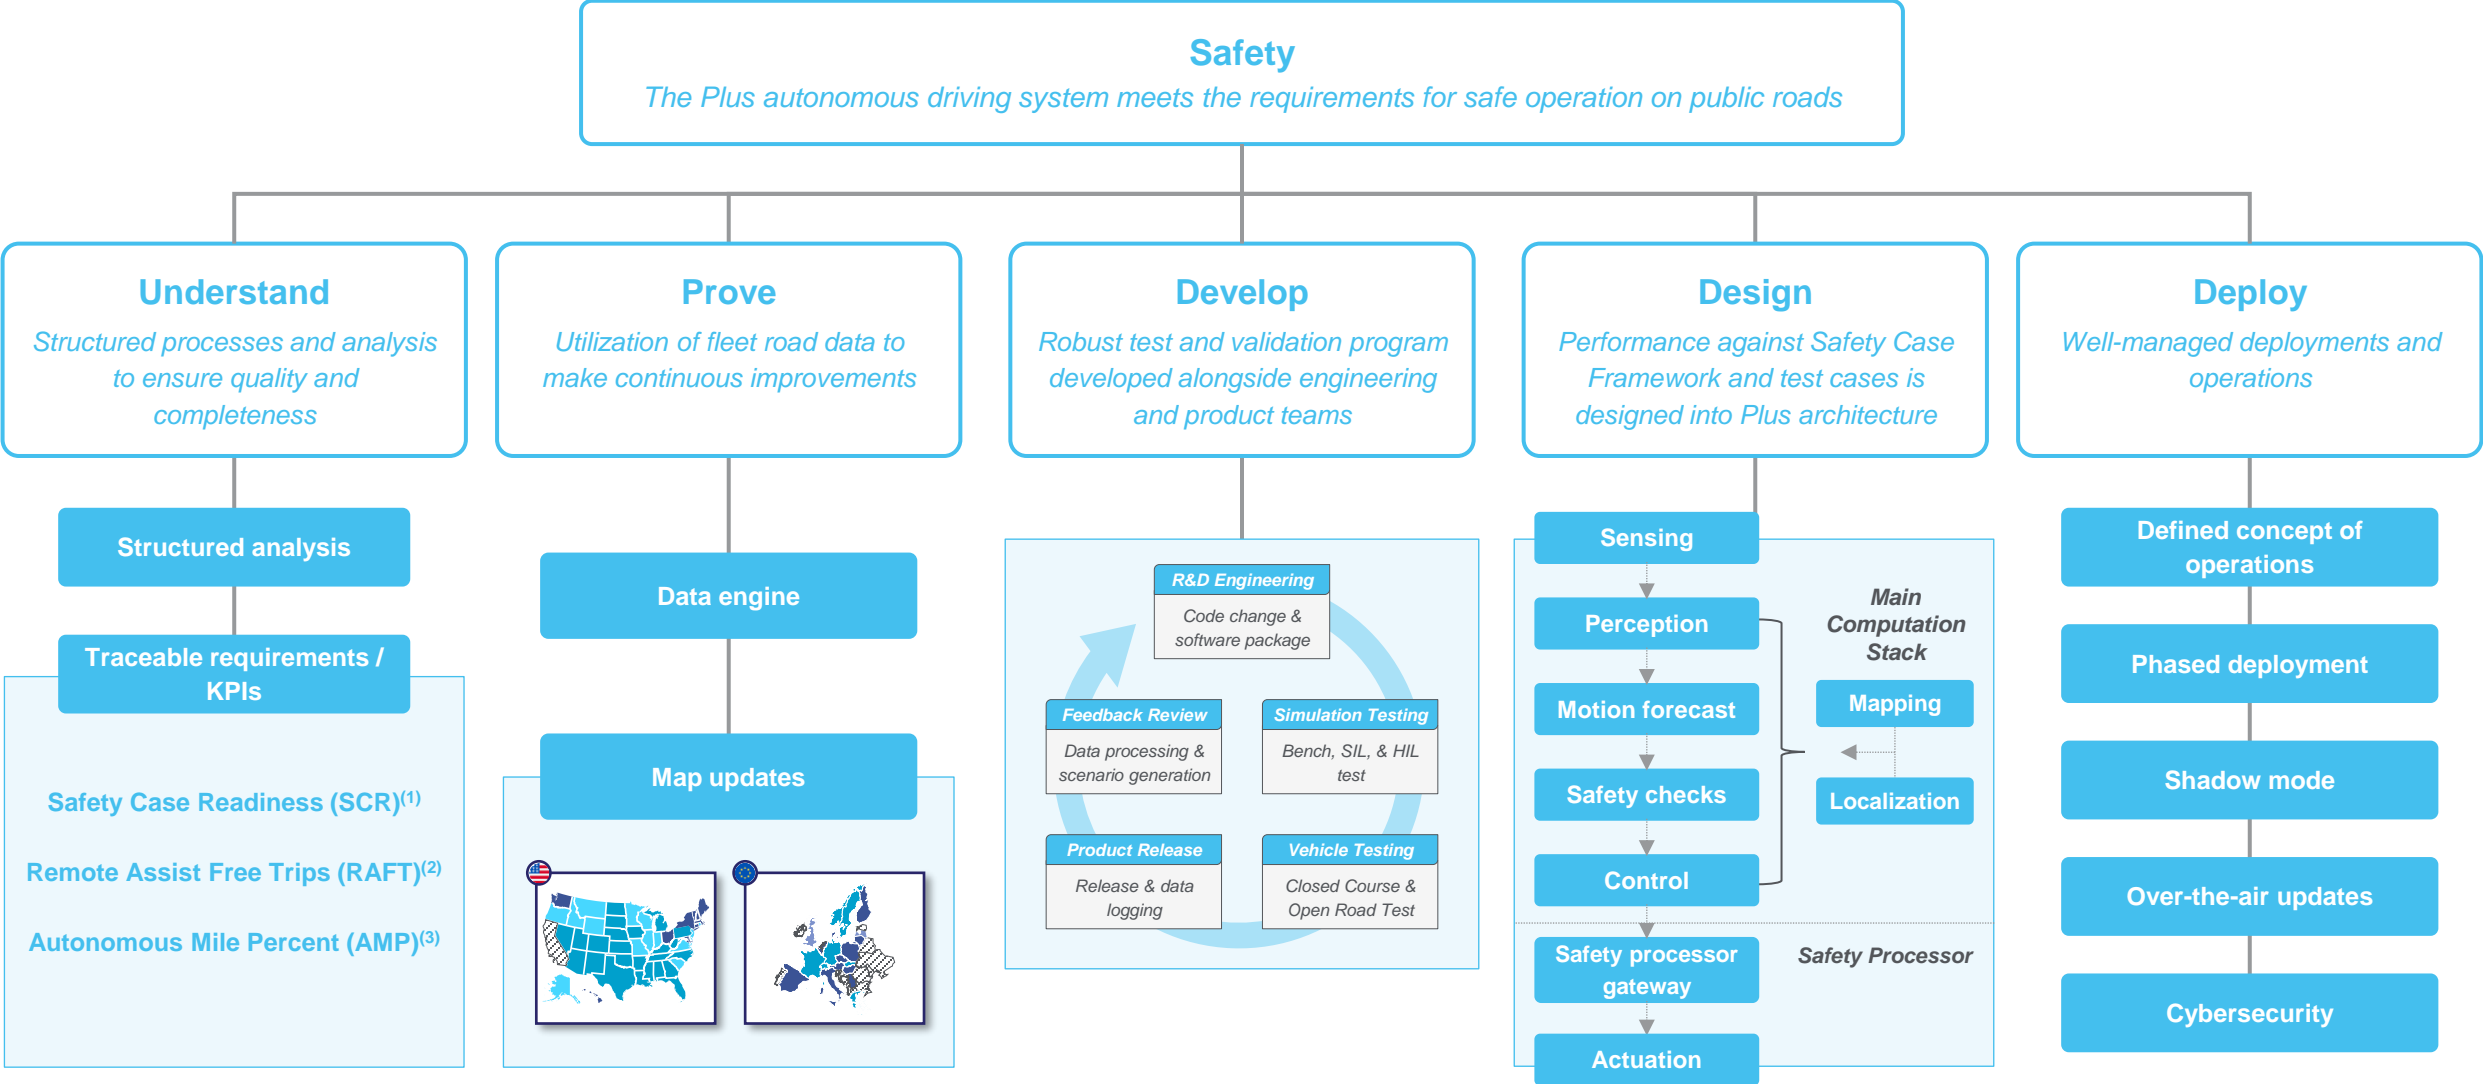 Safety
The Plus autonomous driving system meets the requirements for safe operation on public roads
Understand
Structured processes and analysis
to ensure quality and
completeness
Structured analysis
Traceable requirements /
KPIs
Safety Case Readiness (SCR)(1)
Remote Assist Free Trips (RAFT)(2)
Autonomous Mile Percent (AMP)(3)
Prove
Utilization of fleet road data to
make continuous improvements
Data engine
Map updates
Develop
Robust test and validation program
developed alongside engineering
and product teams
R&D Engineering
Code change &
software package
Simulation Testing
Bench, SIL, & HIL
test
Vehicle Testing
Closed Course &
Open Road Test
Product Release
Release & data
logging
Feedback Review
Data processing &
scenario generation
Design
Performance against Safety Case
Framework and test cases is
designed into Plus architecture
Sensing
Perception
Motion forecast
Safety checks
Control
Main
Computation
Stack
Mapping
Localization
Safety processor
gateway
Safety Processor
Actuation
Deploy
Well-managed deployments and
operations
Defined concept of
operations
Phased deployment
Shadow mode
Over-the-air updates
Cybersecurity